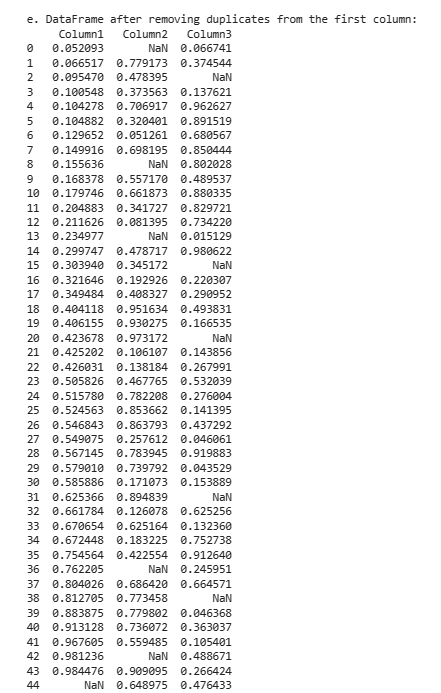 e. DataFrame after removing duplicates from the first column:
Column1 Column2 Column3
0 0.052093 NaN 0.066741
1 0.066517 0.779173 0.374544
2 0.095470 0.478395 NaN
3 0.100548 0.373563 0.137621
4 0.104278 0.706917 0.962627
5 0.104882 0.320401 0.891519
6 0.129652 0.051261 0.680567
7 0.149916 0.698195 0.850444
8 0.155636 NaN 0.802028
9 0.168378 0.557170 0.489537
10 0.179746 0.661873 0.880335
11 0.204883 0.341727 0.829721
12 0.211626 0.081395 0.734220
13 0.234977 NaN 0.015129
14 0.299747 0.478717 0.980622
15 0.303940 0.345172 NaN
16 0.321646 0.192926 0.220307
17 0.349484 0.408327 0.290952
18 0.404118 0.951634 0.493831
19 0.406155 0.930275 0.166535
20 0.423678 0.973172 NaN
21 0.425202 0.106107 0.143856
22 0.426031 0.138184 0.267991
23 0.505826 0.467765 0.532039
24 0.515780 0.782208 0.276004
25 0.524563 0.853662 0.141395
26 0.546843 0.863793 0.437292
27 0.549075 0.257612 0.046061
28 0.567145 0.783945 0.919883
29 0.579010 0.739792 0.043529
30 0.585886 0.171073 0.153889
31 0.625366 0.894839 NaN
32 0.661784 0.126078 0.625256
33 0.670654 0.625164 0.132360
34 0.672448 0.183225 0.752738
35 0.754564 0.422554 0.912640
36 0.762205 NaN 0.245951
37 0.804026 0.686420 0.664571
38 0.812705 0.773458 NaN
39 0.883875 0.779802 0.046368
40 0.913128 0.736072 0.363037
41 0.967605 0.559485 0.105401
42 0.981236 NaN 0.488671
43 0.984476 0.909095 0.266424
44 NaN 0.648975 0.476433